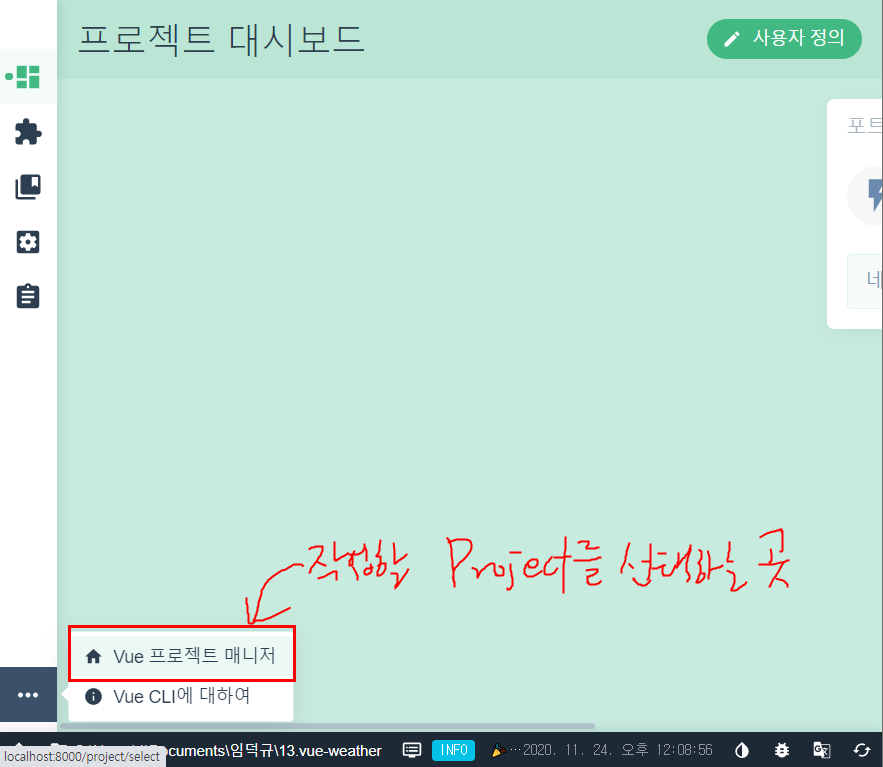 프로젝트 대시보드
사용자 정의
포트
네
작성할 Project를 선택하는 곳
Vue 프로젝트 매니저
Vue CLI에 대하여
cuments\임덕규\13.vue-weather
INFO
2020. 11. 24. 오후 12:08:56
localhost:8000/project/select